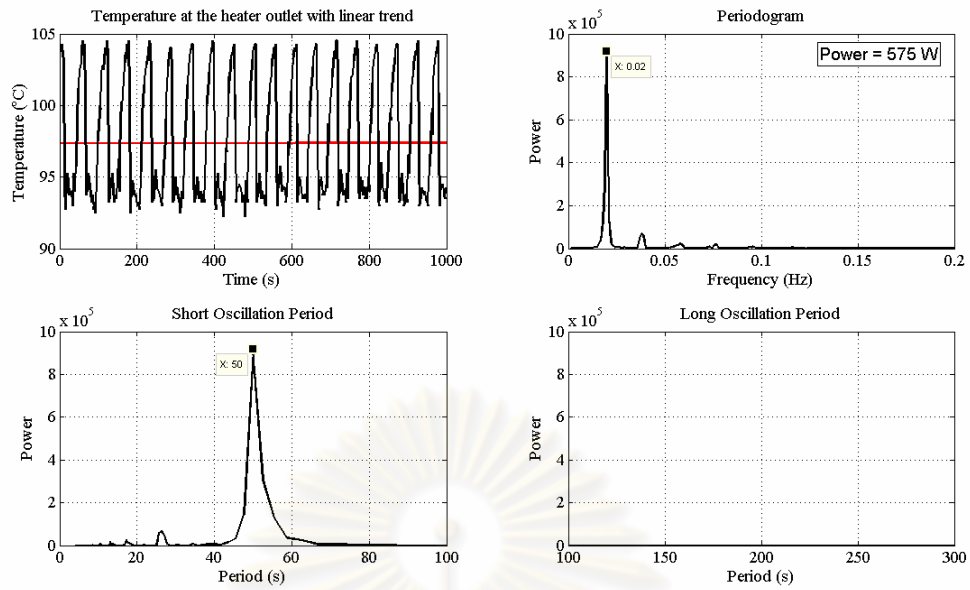 Temperature at the heater outlet with linear trend
105
100
95
90
Temperature (°C)
0 200 400 600 800 1000
Time (s)
Periodogram
x 10^5
10
8
6
4
2
0
Power
Power = 575 W
X: 0.02
0 0.05 0.1 0.15 0.2
Frequency (Hz)
Short Oscillation Period
x 10^5
10
8
6
4
2
0
Power
X: 50
0 20 40 60 80 100
Period (s)
Long Oscillation Period
x 10^5
10
8
6
4
2
0
Power
100 150 200 250 300
Period (s)